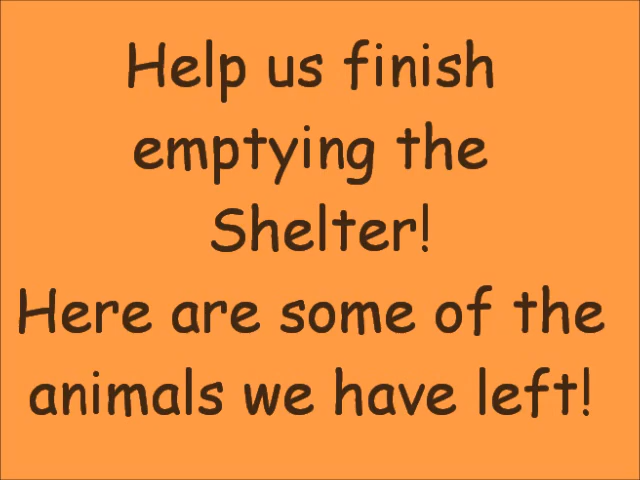 Help us finish
emptying the
Shelter!
Here are some of the
animals we have left!